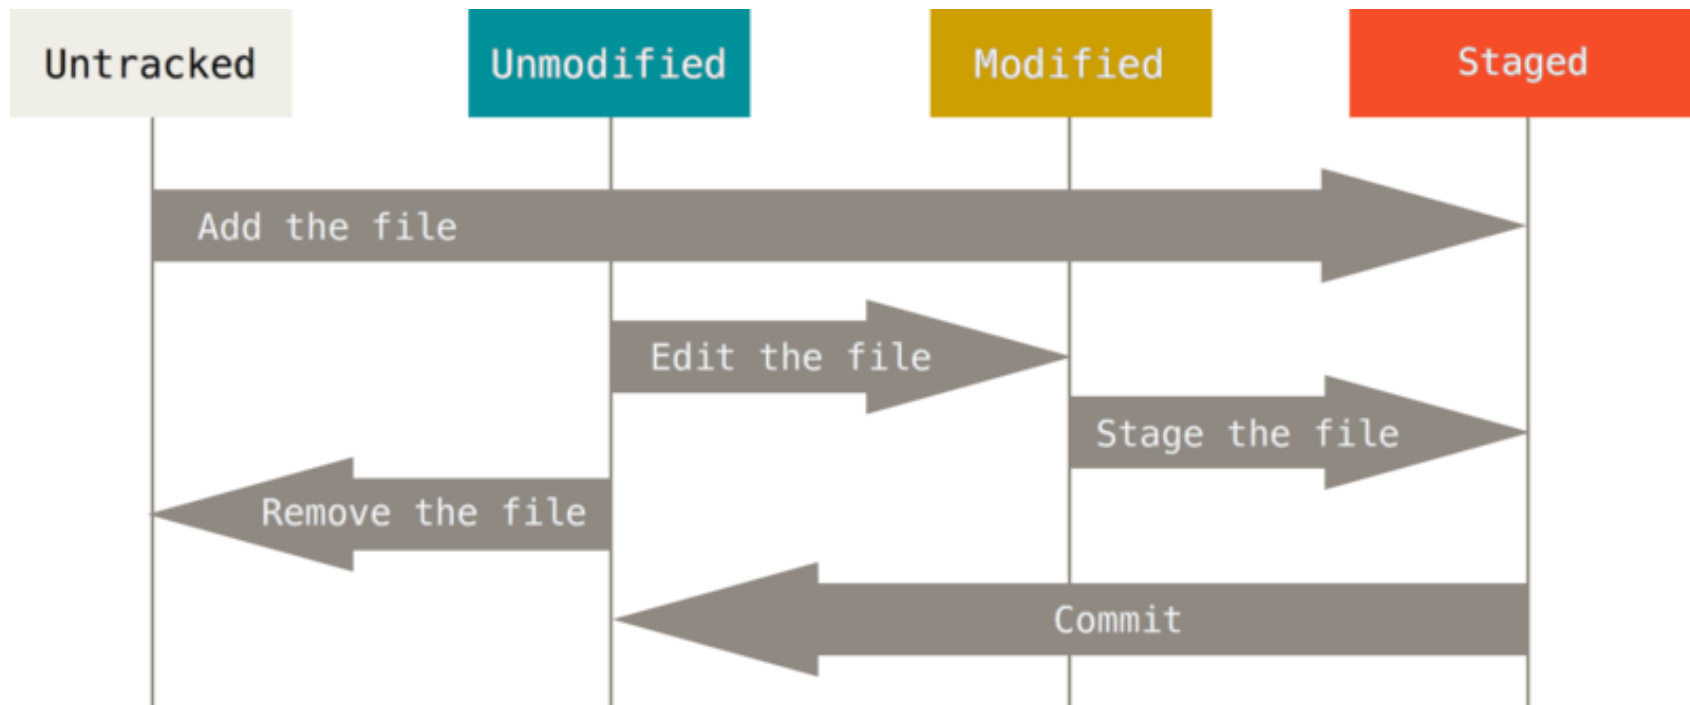 Untracked
Unmodified
Modified
Staged
Add the file
Edit the file
Stage the file
Remove the file
Commit